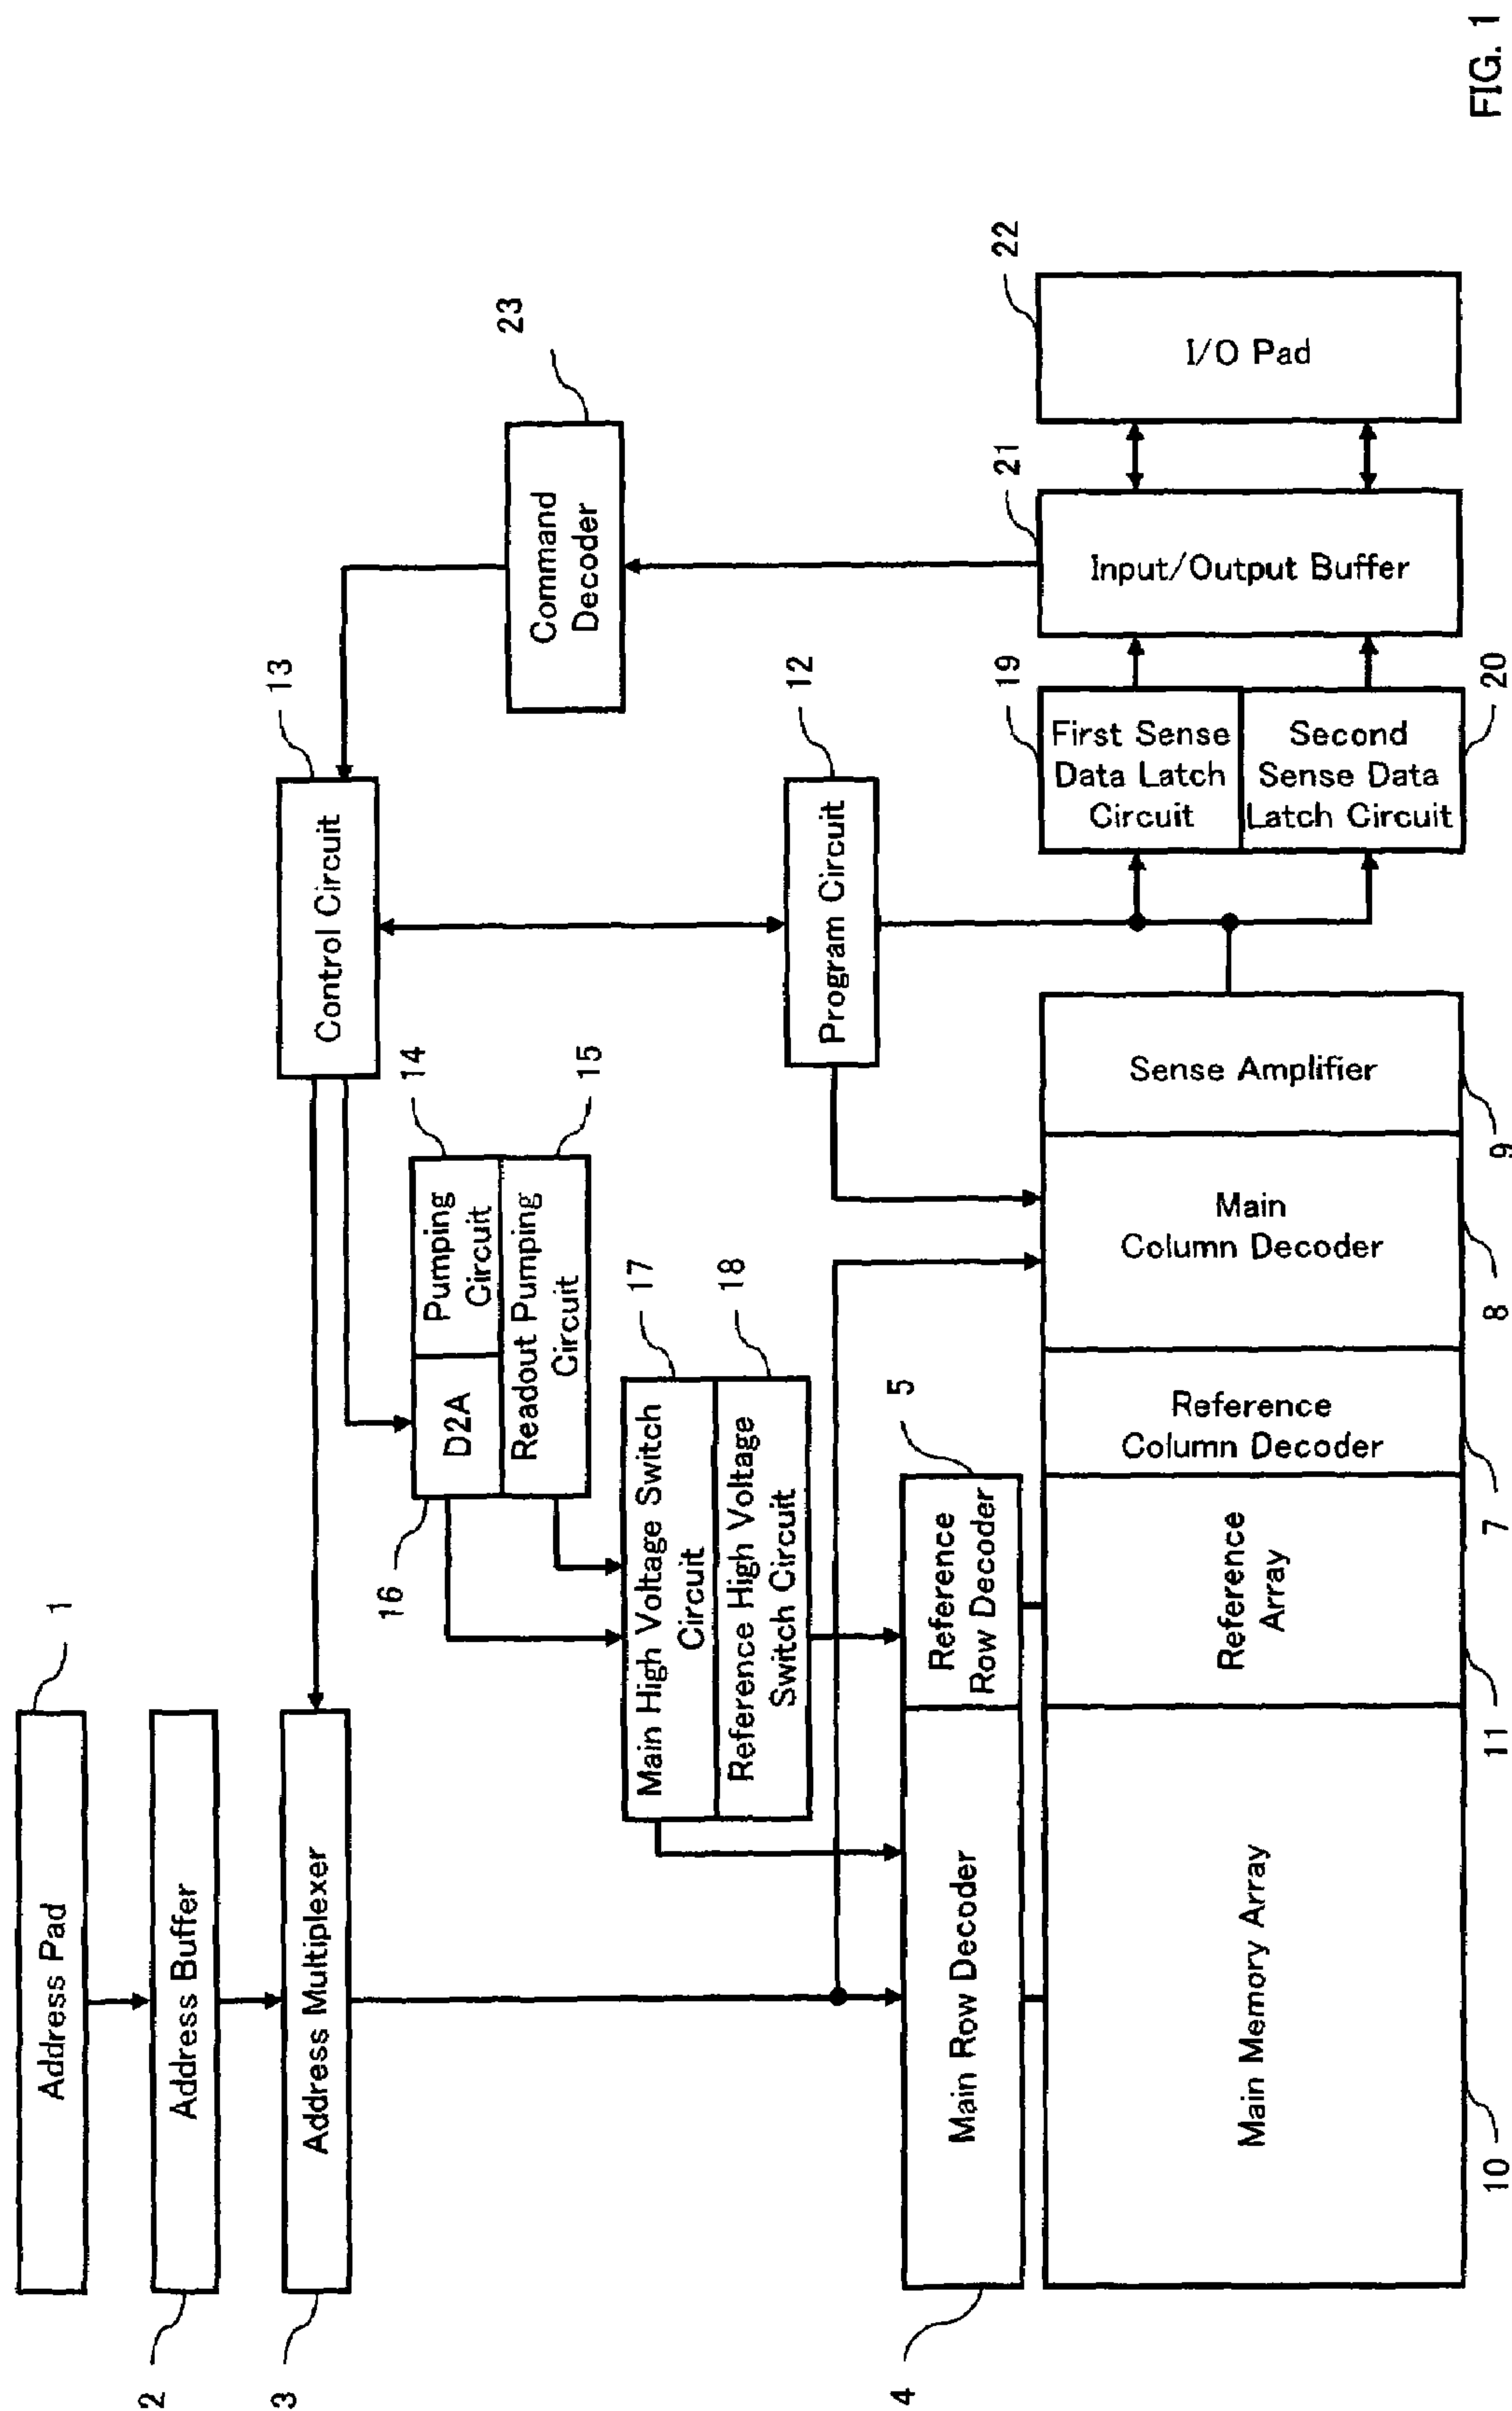 1
Address Pad
2
Address Buffer
3
Address Multiplexer
13
Control Circuit
23
Command
Decoder
14
Pumping
Circuit
15
Readout Pumping
Circuit
16
D2A
17
Main High Voltage Switch
Circuit
18
Reference High Voltage
Switch Circuit
12
Program Circuit
4
Main Row Decoder
5
Reference
Row Decoder
10
Main Memory Array
11
Reference
Array
7
Reference
Column Decoder
8
Main
Column Decoder
9
Sense Amplifier
19
First Sense
Data Latch
Circuit
20
Second
Sense Data
Latch Circuit
21
Input/Output Buffer
22
I/O Pad
FIG. 1